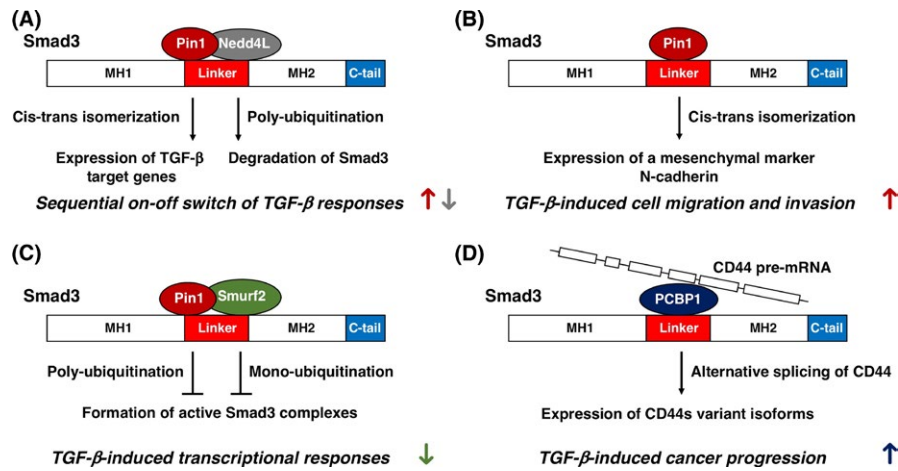 (A)
Smad3
Pin1 Nedd4L
MH1 Linker MH2 C-tail
Cis-trans isomerization Poly-ubiquitination
Expression of TGF-β
target genes
Degradation of Smad3
Sequential on-off switch of TGF-β responses
(B)
Smad3
Pin1
MH1 Linker MH2 C-tail
Cis-trans isomerization
Expression of a mesenchymal marker
N-cadherin
TGF-β-induced cell migration and invasion
(C)
Smad3
Pin1 Smurf2
MH1 Linker MH2 C-tail
Poly-ubiquitination Mono-ubiquitination
Formation of active Smad3 complexes
TGF-β-induced transcriptional responses
(D)
CD44 pre-mRNA
Smad3
PCBP1
MH1 Linker MH2 C-tail
Alternative splicing of CD44
Expression of CD44s variant isoforms
TGF-β-induced cancer progression